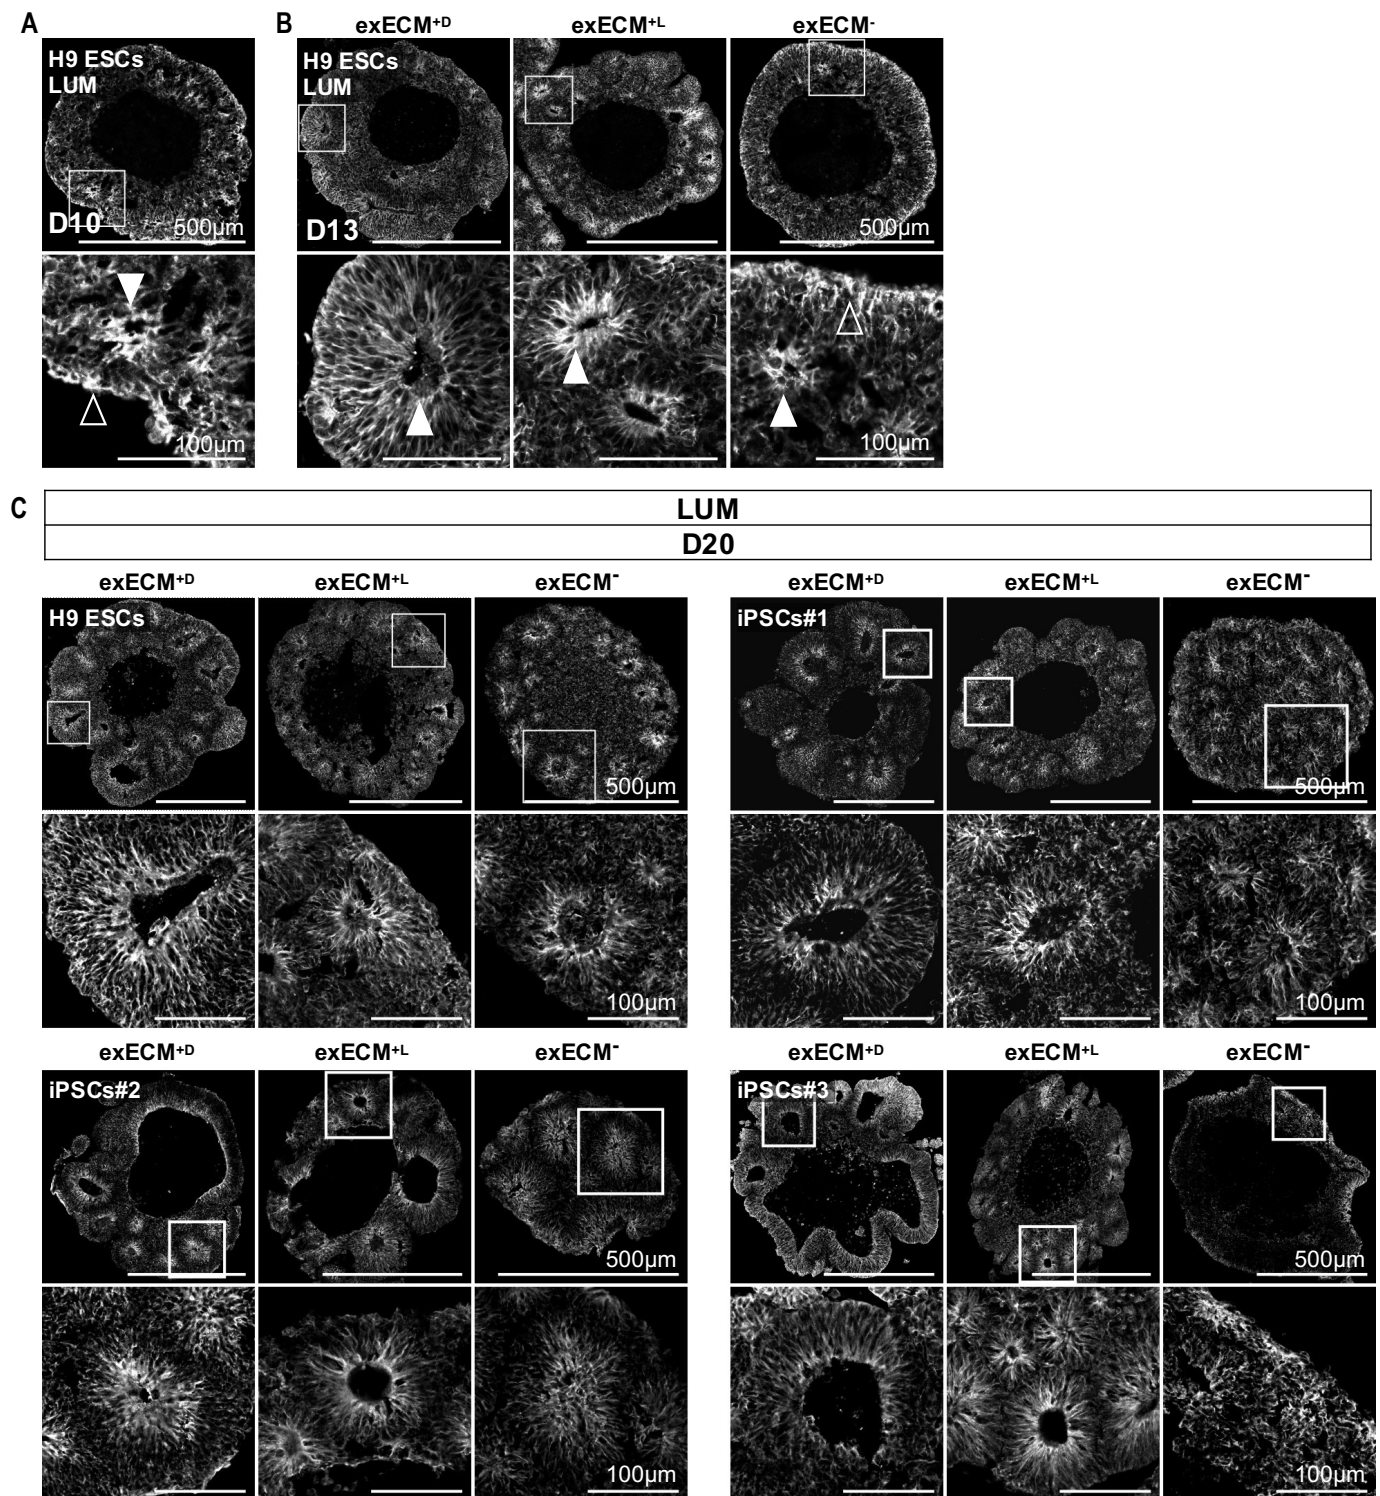 A
B
exECM⁺ᴰ
exECM⁺ᴸ
exECM⁻
H9 ESCs
LUM
D10
500µm
100µm
H9 ESCs
LUM
D13
500µm
100µm
C
LUM
D20
exECM⁺ᴰ
exECM⁺ᴸ
exECM⁻
H9 ESCs
500µm
100µm
exECM⁺ᴰ
exECM⁺ᴸ
exECM⁻
iPSCs#1
500µm
100µm
exECM⁺ᴰ
exECM⁺ᴸ
exECM⁻
iPSCs#2
500µm
100µm
exECM⁺ᴰ
exECM⁺ᴸ
exECM⁻
iPSCs#3
500µm
100µm